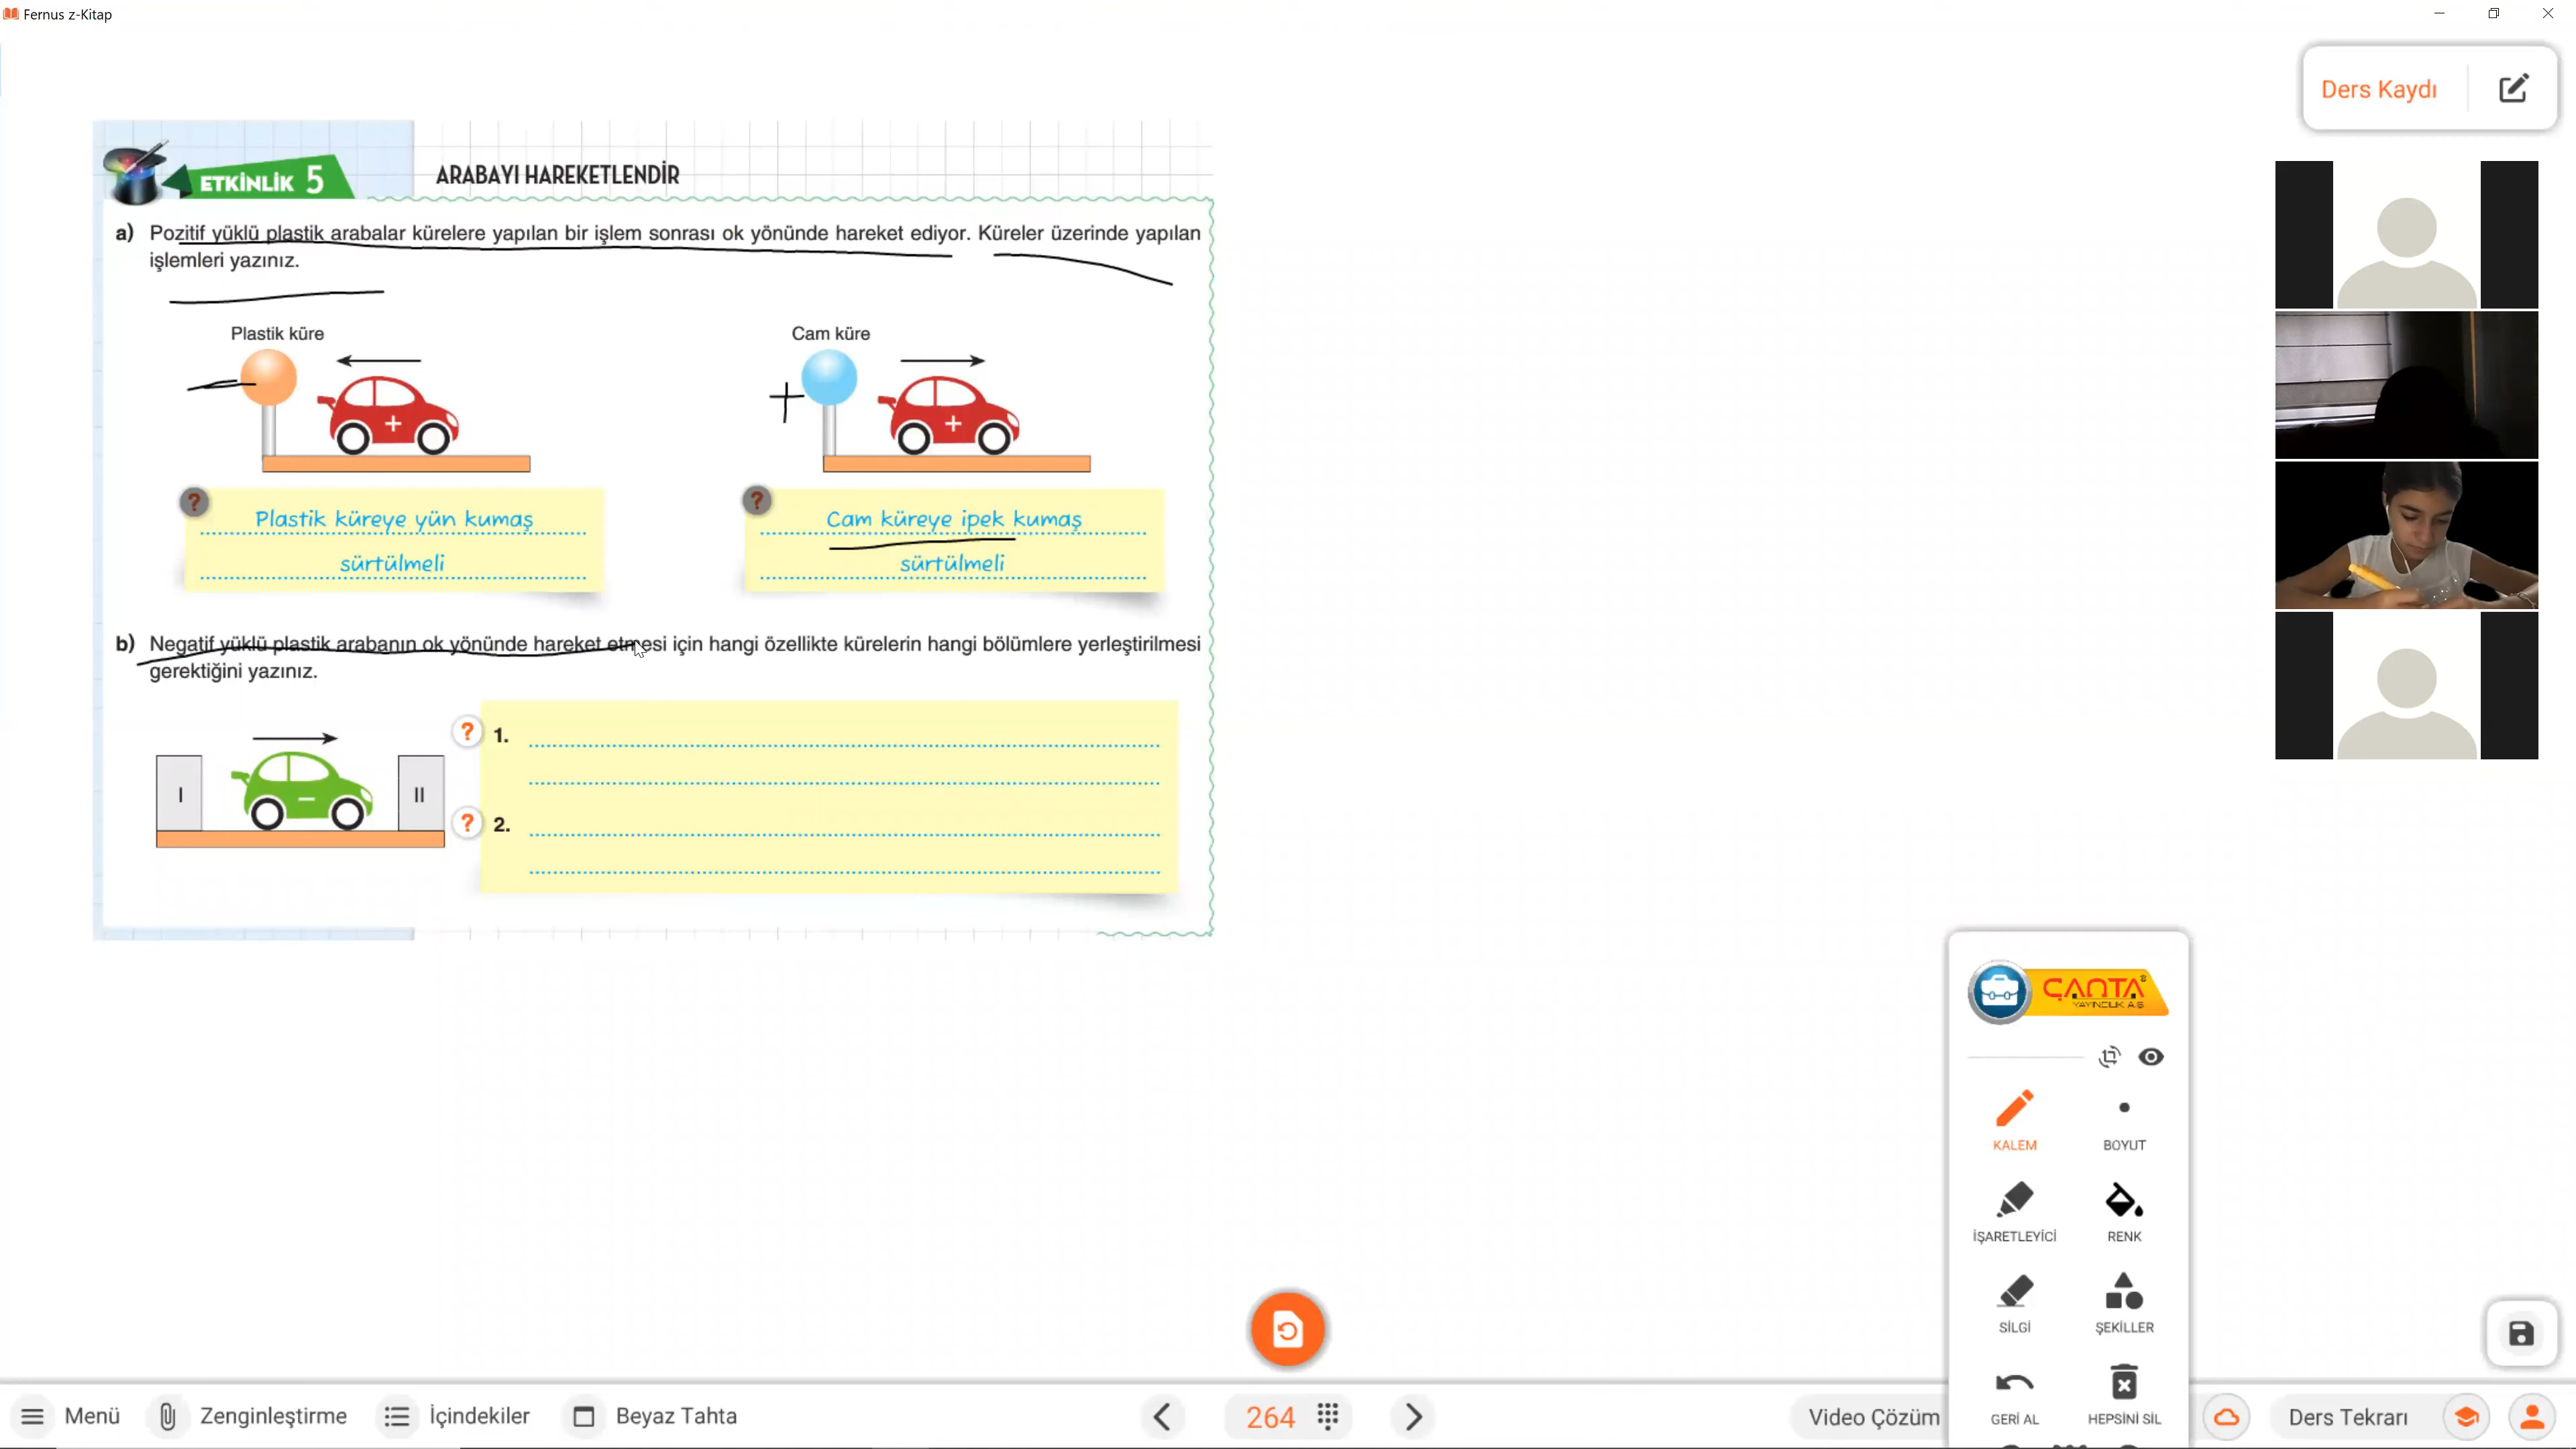 Fernus z-Kitap
Ders Kaydı
ETKİNLİK 5
ARABAYI HAREKETLENDİR
a) Pozitif yüklü plastik arabalar kürelere yapılan bir işlem sonrası ok yönünde hareket ediyor. Küreler üzerinde yapılan
işlemleri yazınız.
Plastik küre
Cam küre
+
+
+
?
Plastik küreye yün kumaş
sürtülmeli
?
Cam küreye ipek kumaş
sürtülmeli
b) Negatif yüklü plastik arabanın ok yönünde hareket etmesi için hangi özellikte kürelerin hangi bölümlere yerleştirilmesi
gerektiğini yazınız.
I
–
II
? 1.
? 2.
ÇANTA
YAYINCILIK A.Ş.
KALEM
BOYUT
İŞARETLEYİCİ
RENK
SİLGİ
ŞEKİLLER
GERİ AL
HEPSİNİ SİL
Menü
Zenginleştirme
İçindekiler
Beyaz Tahta
264
Video Çözüm
Ders Tekrarı